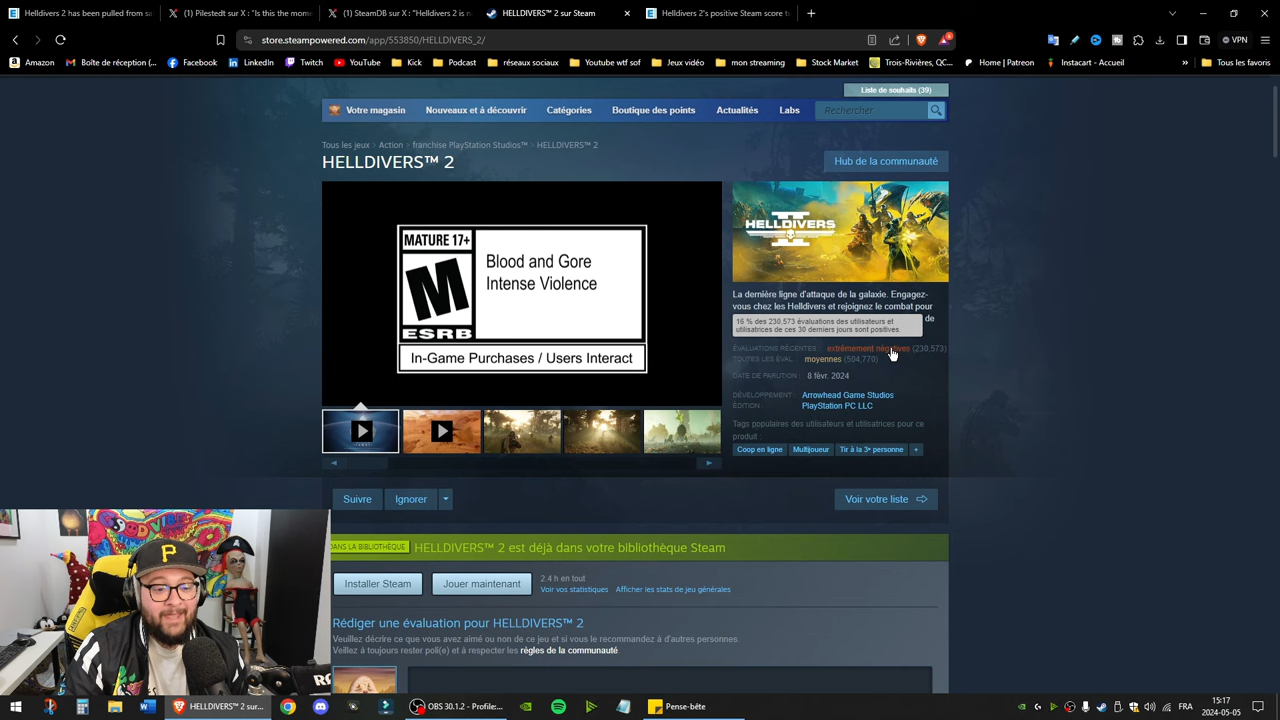 Helldivers 2 has been pulled from sa
Pilestedt sur X : "Is this the mome
SteamDB sur X : "Helldivers 2 is n
HELLDIVERS™ 2 sur Steam
Helldivers 2's poison Steam score t
store.steampowered.com/app/553850/HELLDIVERS_2/
VPN
Amazon
Boîte de réception (...
Facebook
LinkedIn
Twitch
YouTube
Kick
Podcast
réseaux sociaux
Youtube wtf sof
Jeux vidéo
mon streaming
Stock Market
Trois-Rivières, QC...
Home | Patreon
Instacart - Accueil
»
Tous les favoris
Liste de souhaits (39)
Votre magasin
Nouveaux et à découvrir
Catégories
Boutique des points
Actualités
Labs
Rechercher
Tous les jeux > Action > franchise PlayStation Studios™ > HELLDIVERS™ 2
HELLDIVERS™ 2
Hub de la communauté
MATURE 17+
M
ESRB
Blood and Gore
Intense Violence
In-Game Purchases / Users Interact
HELLDIVERS
La dernière ligne d'attaque de la galaxie. Engagez-
vous chez les Helldivers et rejoignez le combat pour
de
16 % des 230,573 évaluations des utilisateurs et
utilisatrices de ces 30 derniers jours sont positives.
ÉVALUATIONS RÉCENTES : extrêmement négatives (230,573)
TOUTES LES ÉVAL. : moyennes (504,770)
DATE DE PARUTION : 8 févr. 2024
DÉVELOPPEMENT : Arrowhead Game Studios
ÉDITION : PlayStation PC LLC
Tags populaires des utilisateurs et utilisatrices pour ce
produit :
Coop en ligne
Multijoueur
Tir à la 3ᵉ personne
+
Suivre
Ignorer
Voir votre liste
DANS LA BIBLIOTHÈQUE
HELLDIVERS™ 2 est déjà dans votre bibliothèque Steam
Installer Steam
Jouer maintenant
2.4 h en tout
Voir vos statistiques
Afficher les stats de jeu générales
Rédiger une évaluation pour HELLDIVERS™ 2
Veuillez décrire ce que vous avez aimé ou non de ce jeu et si vous le recommandez à d'autres personnes.
Veillez à toujours rester poli(e) et à respecter les règles de la communauté.
P
A
HELLDIVERS™ 2 sur...
OBS 30.1.2 - Profile:...
Pense-bête
FRA
15:17
2024-05-05